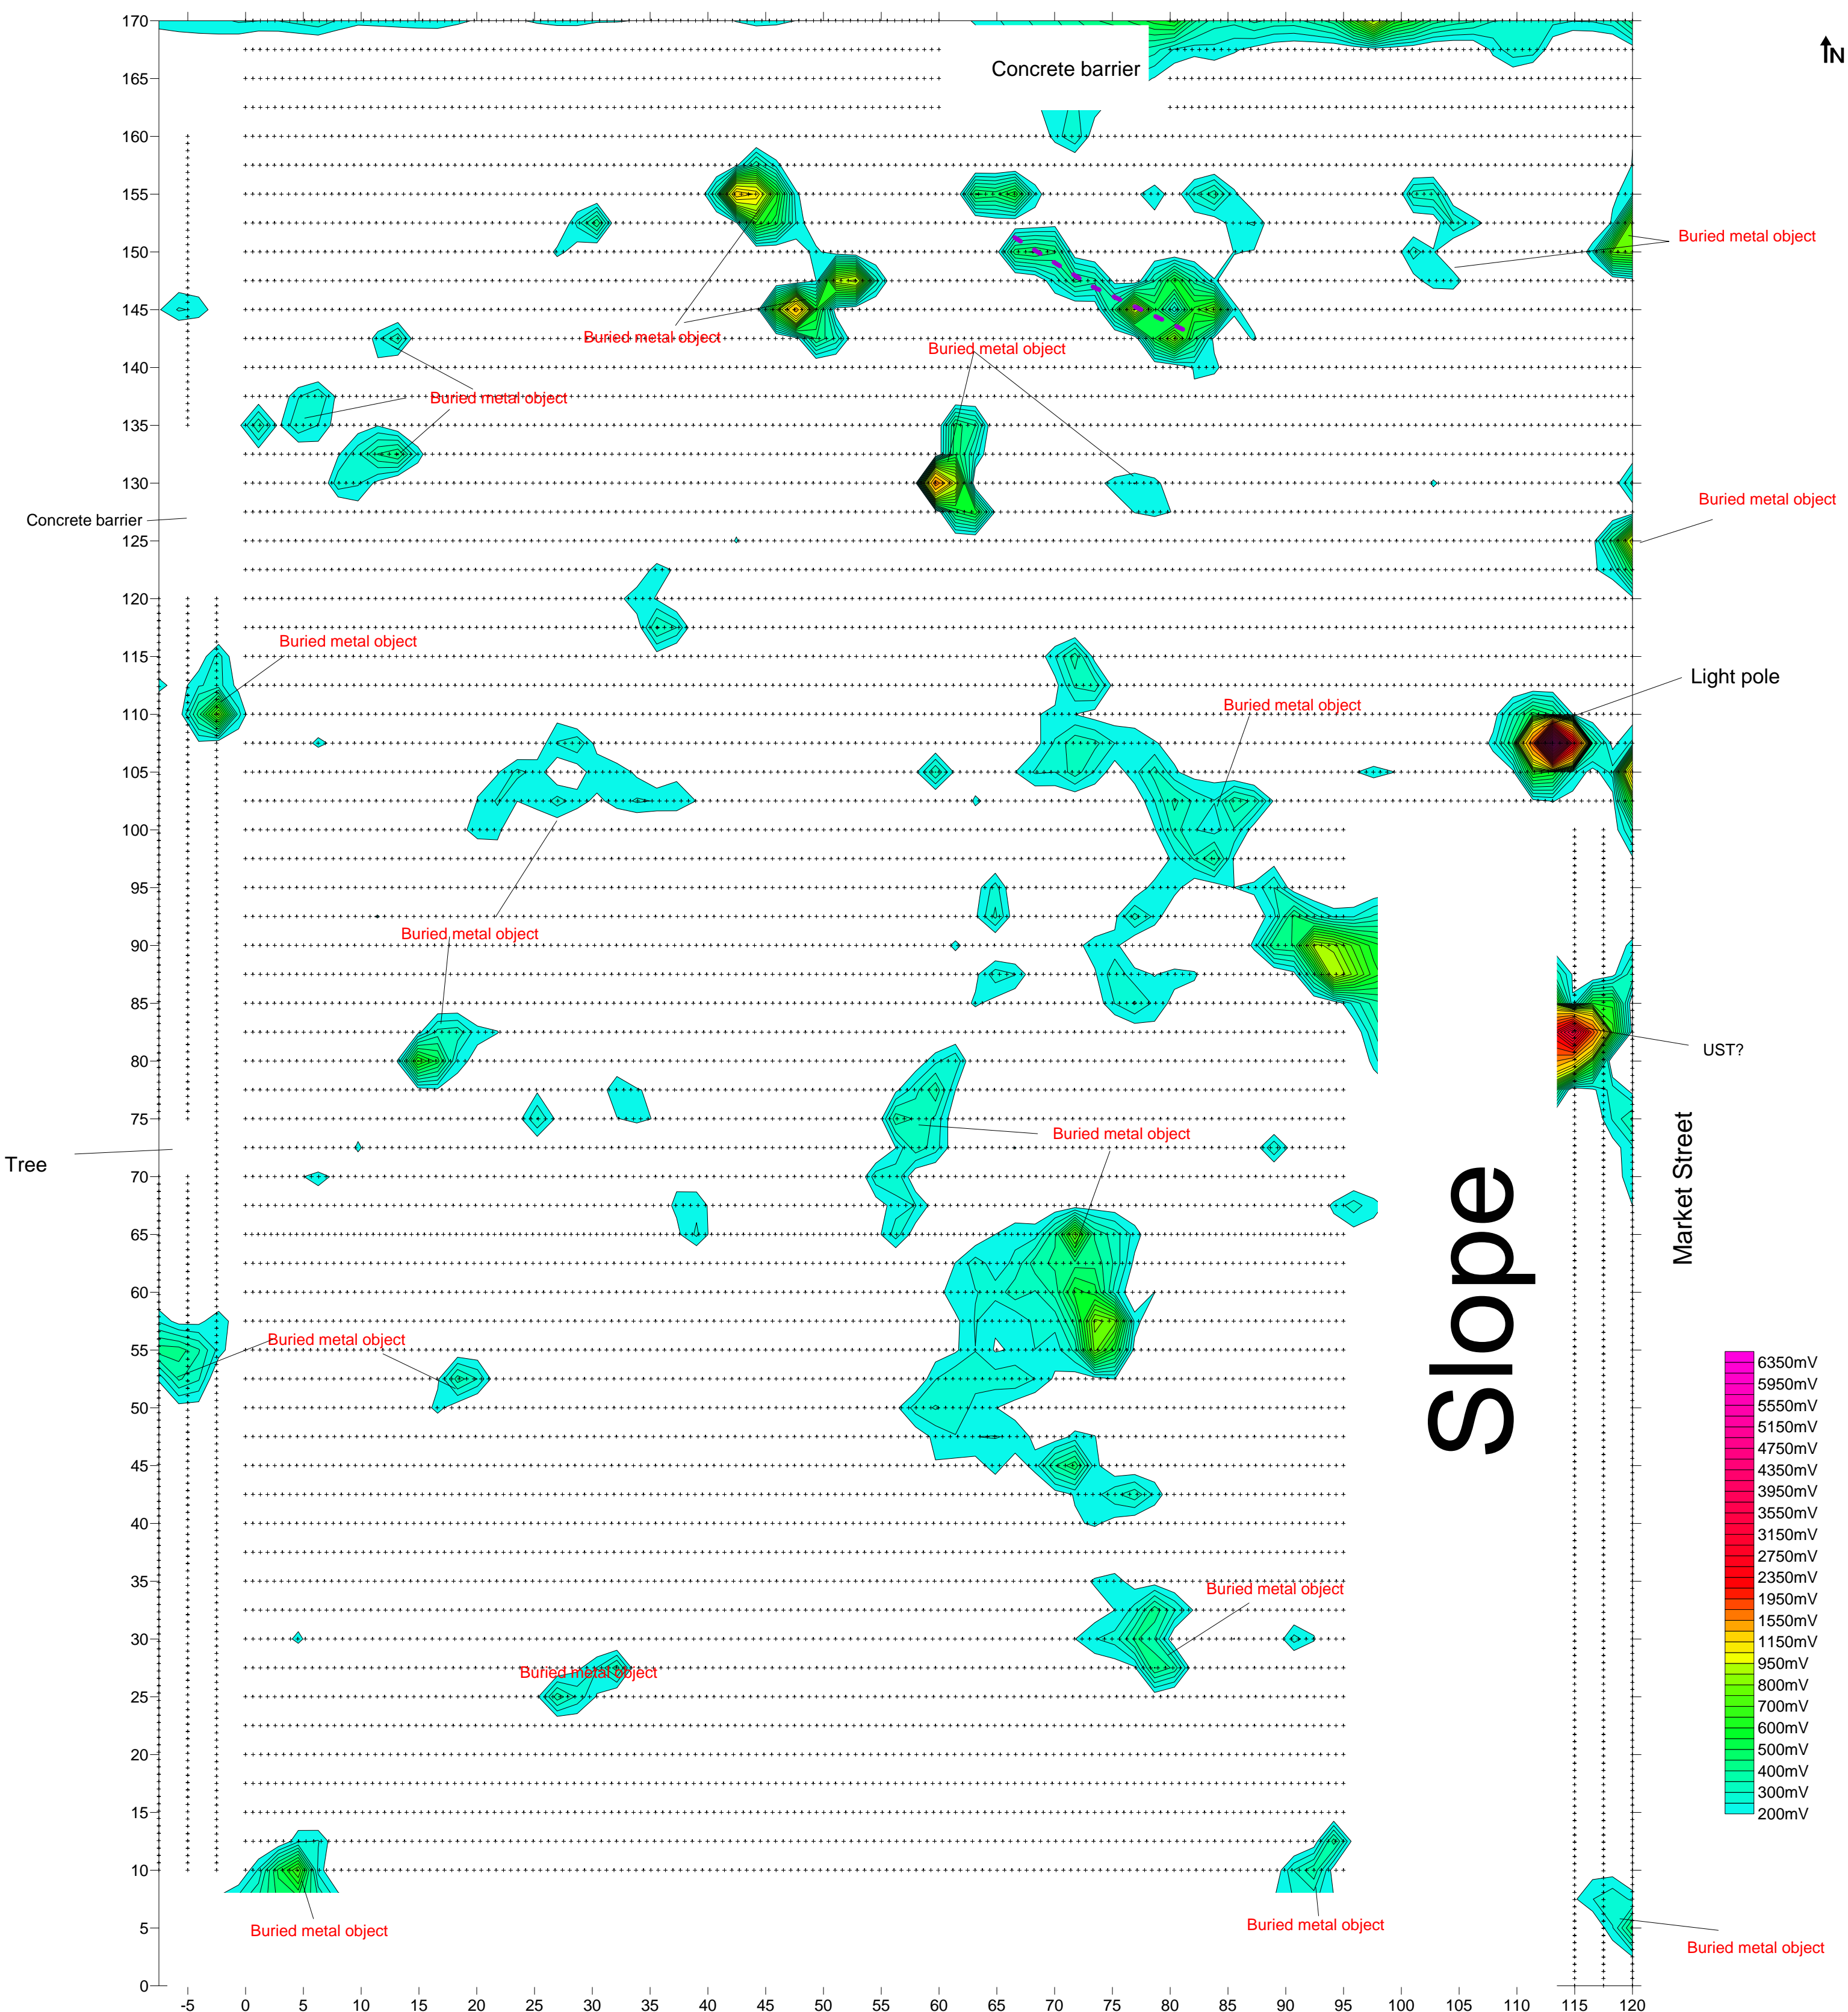 170
N
165
Concrete barrier
160
155
150
Buried metal object
145
Buried metal object
Buried metal object
140
Buried metal object
135
130
Buried metal object
Concrete barrier
125
120
Buried metal object
115
Light pole
110
Buried metal object
105
100
95
Buried metal object
90
85
UST?
80
75
Buried metal object
Market Street
Tree
70
65
60
Slope
55
Buried metal object
50
45
40
35
Buried metal object
30
Buried metal object
25
20
15
10
Buried metal object
Buried metal object
5
Buried metal object
0
-5 0 5 10 15 20 25 30 35 40 45 50 55 60 65 70 75 80 85 90 95 100 105 110 115 120
6350mV
5950mV
5550mV
5150mV
4750mV
4350mV
3950mV
3550mV
3150mV
2750mV
2350mV
1950mV
1550mV
1150mV
950mV
800mV
700mV
600mV
500mV
400mV
300mV
200mV